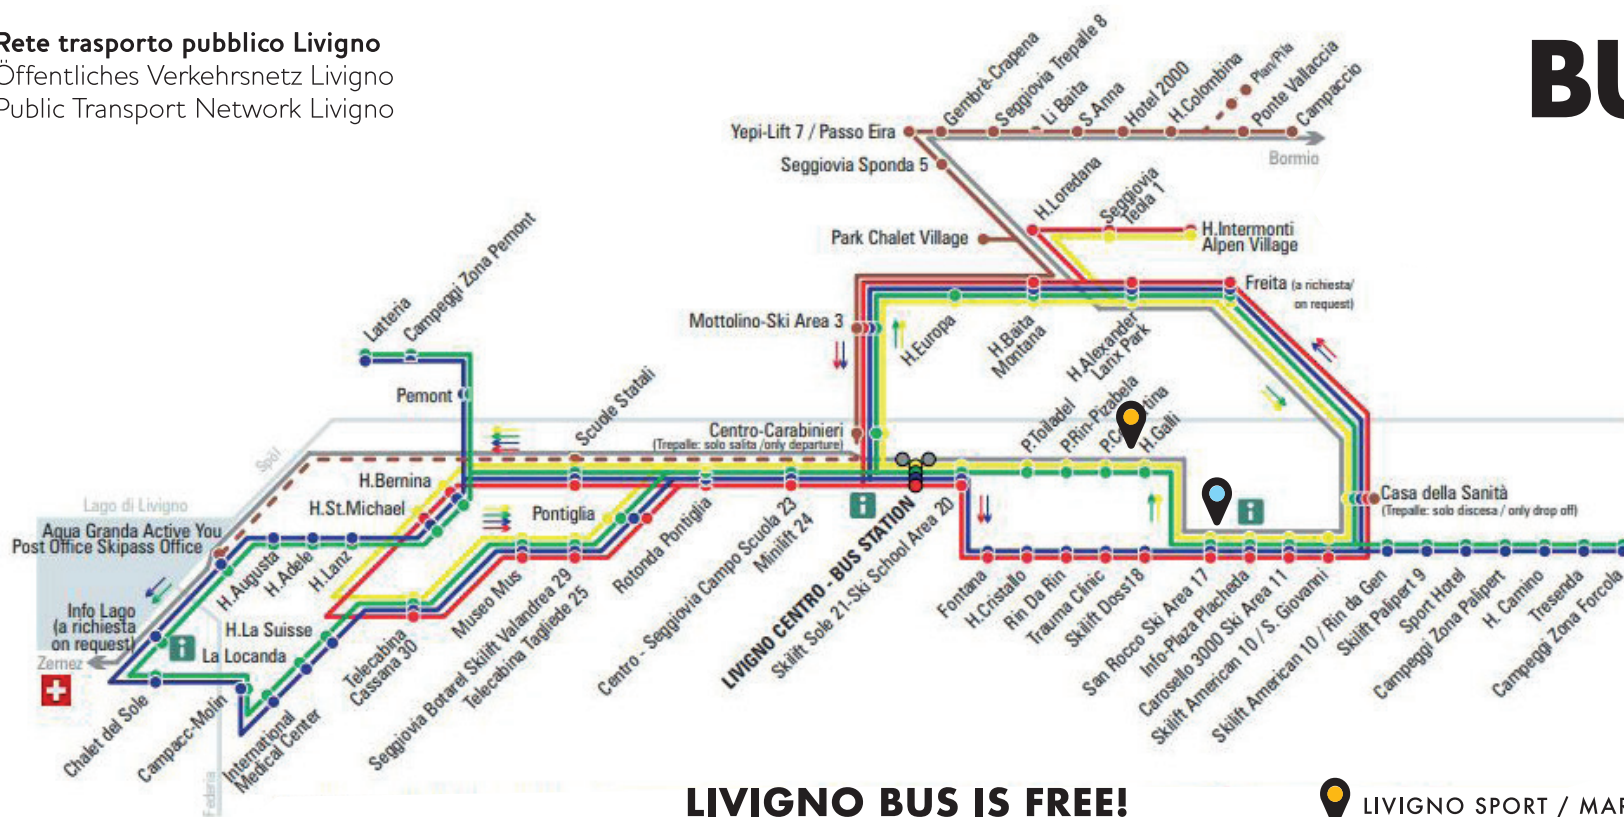 Rete trasporto pubblico Livigno
Öffentliches Verkehrsnetz Livigno
Public Transport Network Livigno
BU
Yepi-Lift 7 / Passo Eira
Gembrè-Crapena
Seggiovia Trepalle 8
Li Baita
S.Anna
Hotel 2000
H.Colombina
Plan/Pila
Ponte Vallaccia
Campaccio
Bormio
Seggiovia Sponda 5
Park Chalet Village
H.Loredana
Seggiovia
Teola 1
H.Intermonti
Alpen Village
Freita (a richiesta/
on request)
Mottolino-Ski Area 3
H.Europa
H.Baita
Montana
H.Alexander
Larix Park
Latteria
Campeggi Zona Pemont
Pemont
Scuole Statali
Centro-Carabinieri
(Trepalle: solo salita /only departure)
P.Toiladel
P.Rin-Pizabela
H.Galli
Spöl
H.Bernina
H.St.Michael
Pontiglia
Lago di Livigno
Aqua Granda Active You
Post Office Skipass Office
Casa della Sanità
(Trepalle: solo discesa / only drop off)
H.Augusta
H.Adele
H.Lanz
Info Lago
(a richiesta
on request)
Zernez
H.La Suisse
La Locanda
Chalet del Sole
Campacc-Molin
International
Medical Center
Federia
Telecabina
Cassana 30
Museo Mus
Seggiovia Botarel Skilift Valandrea 29
Telecabina Tagliede 25
Rotonda Pontiglia
Centro - Seggiovia Campo Scuola 23
Minilift 24
LIVIGNO CENTRO - BUS STATION
Skilift Sole 21-Ski School Area 20
Fontana
H.Cristallo
Rin Da Rin
Trauma Clinic
Skilift Doss18
San Rocco Ski Area 17
Info-Plaza Placheda
Carosello 3000 Ski Area 11
Skilift American 10 / S. Giovanni
Skilift American 10 / Rin da Gen
Skilift Palipert 9
Sport Hotel
Campeggi Zona Palipert
H. Camino
Tresenda
Campeggi Zona Forcola
LIVIGNO BUS IS FREE!
LIVIGNO SPORT / MAR